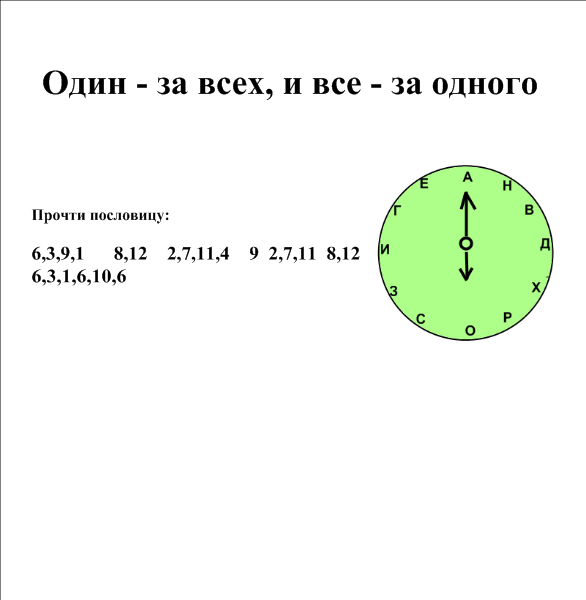 Один - за всех, и все - за одного
Прочти пословицу:
6,3,9,1 8,12 2,7,11,4 9 2,7,11 8,12
6,3,1,6,10,6
А
Н
В
Д
Х
Р
О
С
З
И
Г
Е